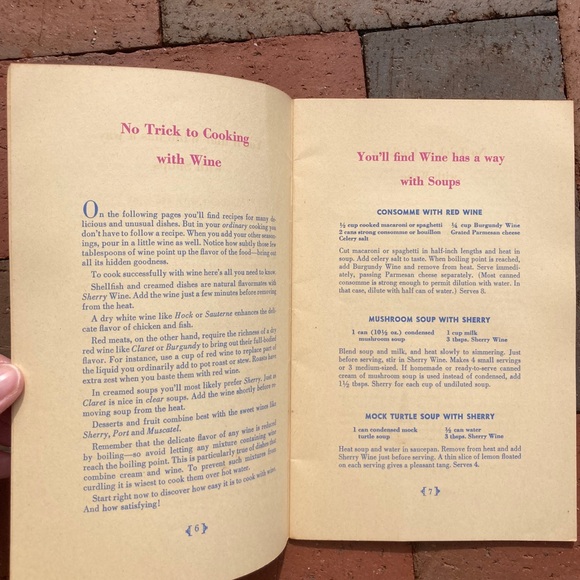 No Trick to Cooking
with Wine
On the following pages you'll find recipes for many de-
licious and unusual dishes. But in your ordinary cooking you
don't have to follow a recipe. When you add your other season-
ings, pour in a little wine as well. Notice how subtly those few
tablespoons of wine point up the flavor of the food—bring out
all its hidden goodness.
To cook successfully with wine here's all you need know.
Shellfish and creamed dishes are natural flavormates with
Sherry Wine. Add the wine just a few minutes before removing
from the heat.
A dry white wine like Hock or Sauterne enhances the deli-
cate flavor of chicken and fish.
Red meats, on the other hand, require the richness of a dry
red wine like Claret or Burgundy to bring out their full-bodied
flavor. For instance, use a cup of red wine to replace part of
the liquid you ordinarily add to pot roast or stew. Roasts have
extra zest when you baste them with red wine.
In creamed soups you'll most likely prefer Sherry. Just as
Claret is nice in clear soups. Add the wine shortly before re-
moving soup from the heat.
Desserts and fruit combine best with the sweet wines like
Sherry, Port and Muscatel.
Remember that the delicate flavor of any wine is reduced
by boiling—so avoid letting any mixture containing wine
reach the boiling point. This is particularly true of dishes that
combine cream and wine. To prevent such mixtures from
curdling it is wisest to cook them over hot water.
Start right now to discover how easy it is to cook with wine.
And how satisfying!
6
You'll find Wine has a way
with Soups
CONSOMME WITH RED WINE
½ cup cooked macaroni or spaghetti ¼ cup Burgundy Wine
2 cans strong consomme or bouillon Grated Parmesan cheese
Celery salt
Cut macaroni or spaghetti in half-inch lengths and heat in
soup. Add celery salt to taste. When boiling point is reached,
add Burgundy Wine and remove from heat. Serve immedi-
ately, passing Parmesan cheese separately. (Most canned
consomme is strong enough to permit dilution with water. In
that case, dilute with half can of water.) Serves 8.
MUSHROOM SOUP WITH SHERRY
1 can (10½ oz.) condensed 1 cup milk
mushroom soup 3 tbsps. Sherry Wine
Blend soup and milk, and heat slowly to simmering. Just
before serving, stir in Sherry Wine. Makes 4 small servings
or 3 medium-sized. If homemade or ready-to-serve canned
cream of mushroom soup is used instead of condensed, add
1½ tbsps. Sherry for each cup of undiluted soup.
MOCK TURTLE SOUP WITH SHERRY
1 can condensed mock ½ can water
turtle soup 3 tbsps. Sherry Wine
Heat soup and water in saucepan. Remove from heat and add
Sherry Wine just before serving. A thin slice of lemon floated
on each serving gives a pleasant tang. Serves 4.
7